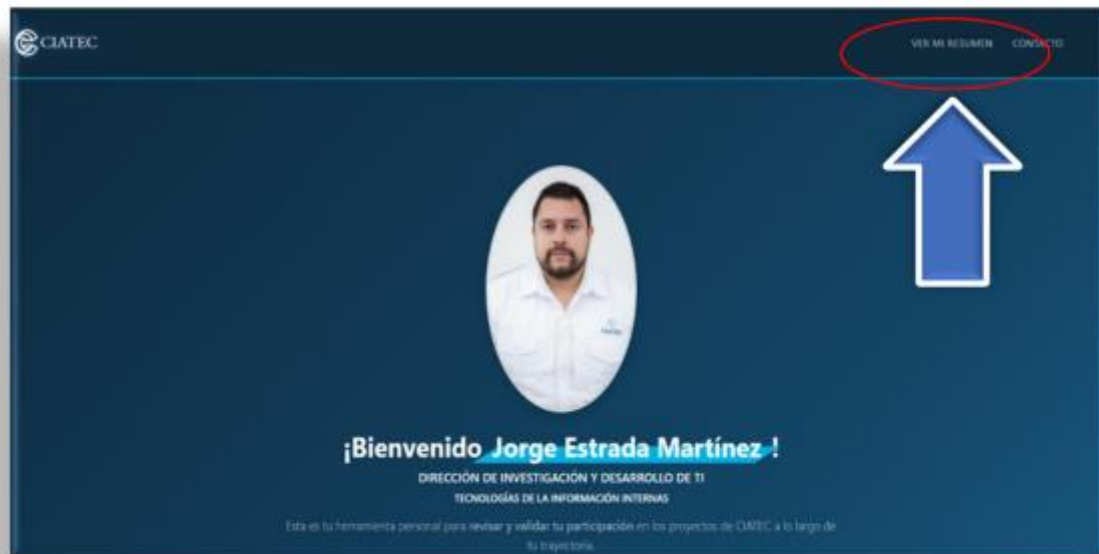 CIATEC
VER MI RESUMEN CONTACTO
¡Bienvenido Jorge Estrada Martínez !
DIRECCIÓN DE INVESTIGACIÓN Y DESARROLLO DE TI
TECNOLOGÍAS DE LA INFORMACIÓN INTERNAS
Esta es tu herramienta personal para revisar y validar tu participación en los proyectos de CIATEC a lo largo de
tu trayectoria.